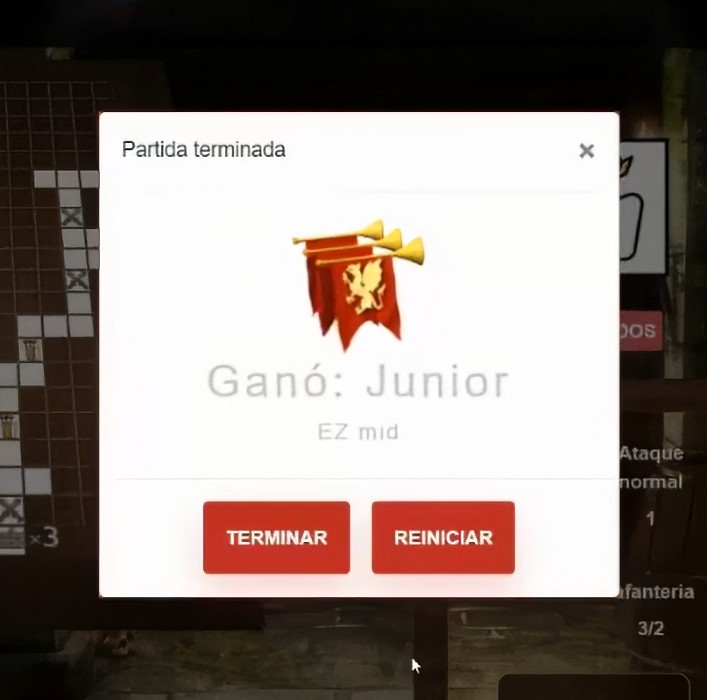 Partida terminada
×
Ganó: Junior
EZ mid
TERMINAR
REINICIAR
×3
Ataque
normal
1
3/2